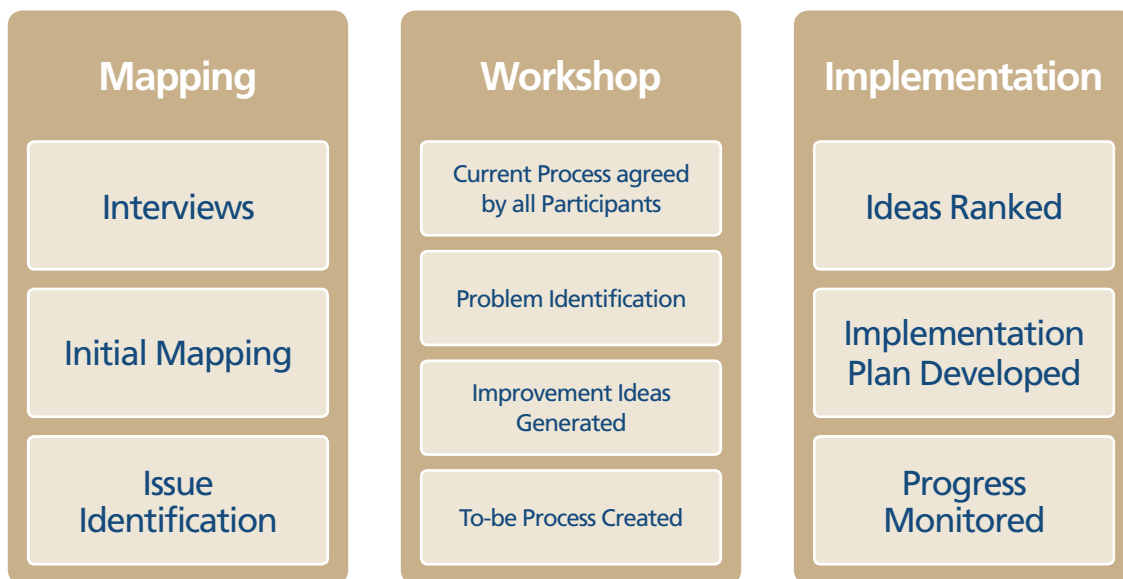 Mapping
Interviews
Initial Mapping
Issue
Identification
Workshop
Current Process agreed
by all Participants
Problem Identification
Improvement Ideas
Generated
To-be Process Created
Implementation
Ideas Ranked
Implementation
Plan Developed
Progress
Monitored